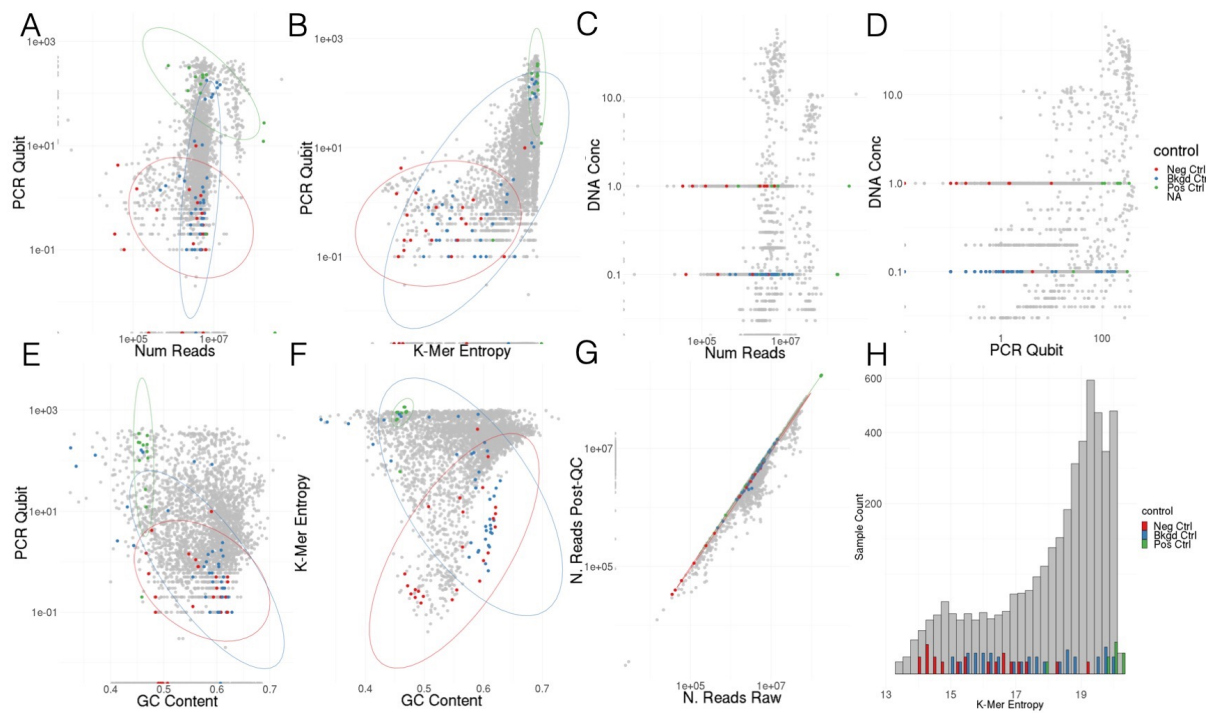 A
B
C
D
1e+03
1e+01
1e-01
PCR Qubit
1e+05
1e+07
Num Reads
1e+03
1e+01
1e-01
PCR Qubit
K-Mer Entropy
10.0
1.0
0.1
DNA Conc
1e+05
1e+07
Num Reads
10.0
1.0
0.1
DNA Conc
1
100
PCR Qubit
control
Neg Ctrl
Bkgd Ctrl
Pos Ctrl
NA
E
F
G
H
1e+03
1e+01
1e-01
PCR Qubit
0.4
0.5
0.6
0.7
GC Content
K-Mer Entropy
0.4
0.5
0.6
0.7
GC Content
1e+07
1e+05
N. Reads Post-QC
1e+05
1e+07
N. Reads Raw
600
400
200
Sample Count
13
15
17
19
K-Mer Entropy
control
Neg Ctrl
Bkgd Ctrl
Pos Ctrl